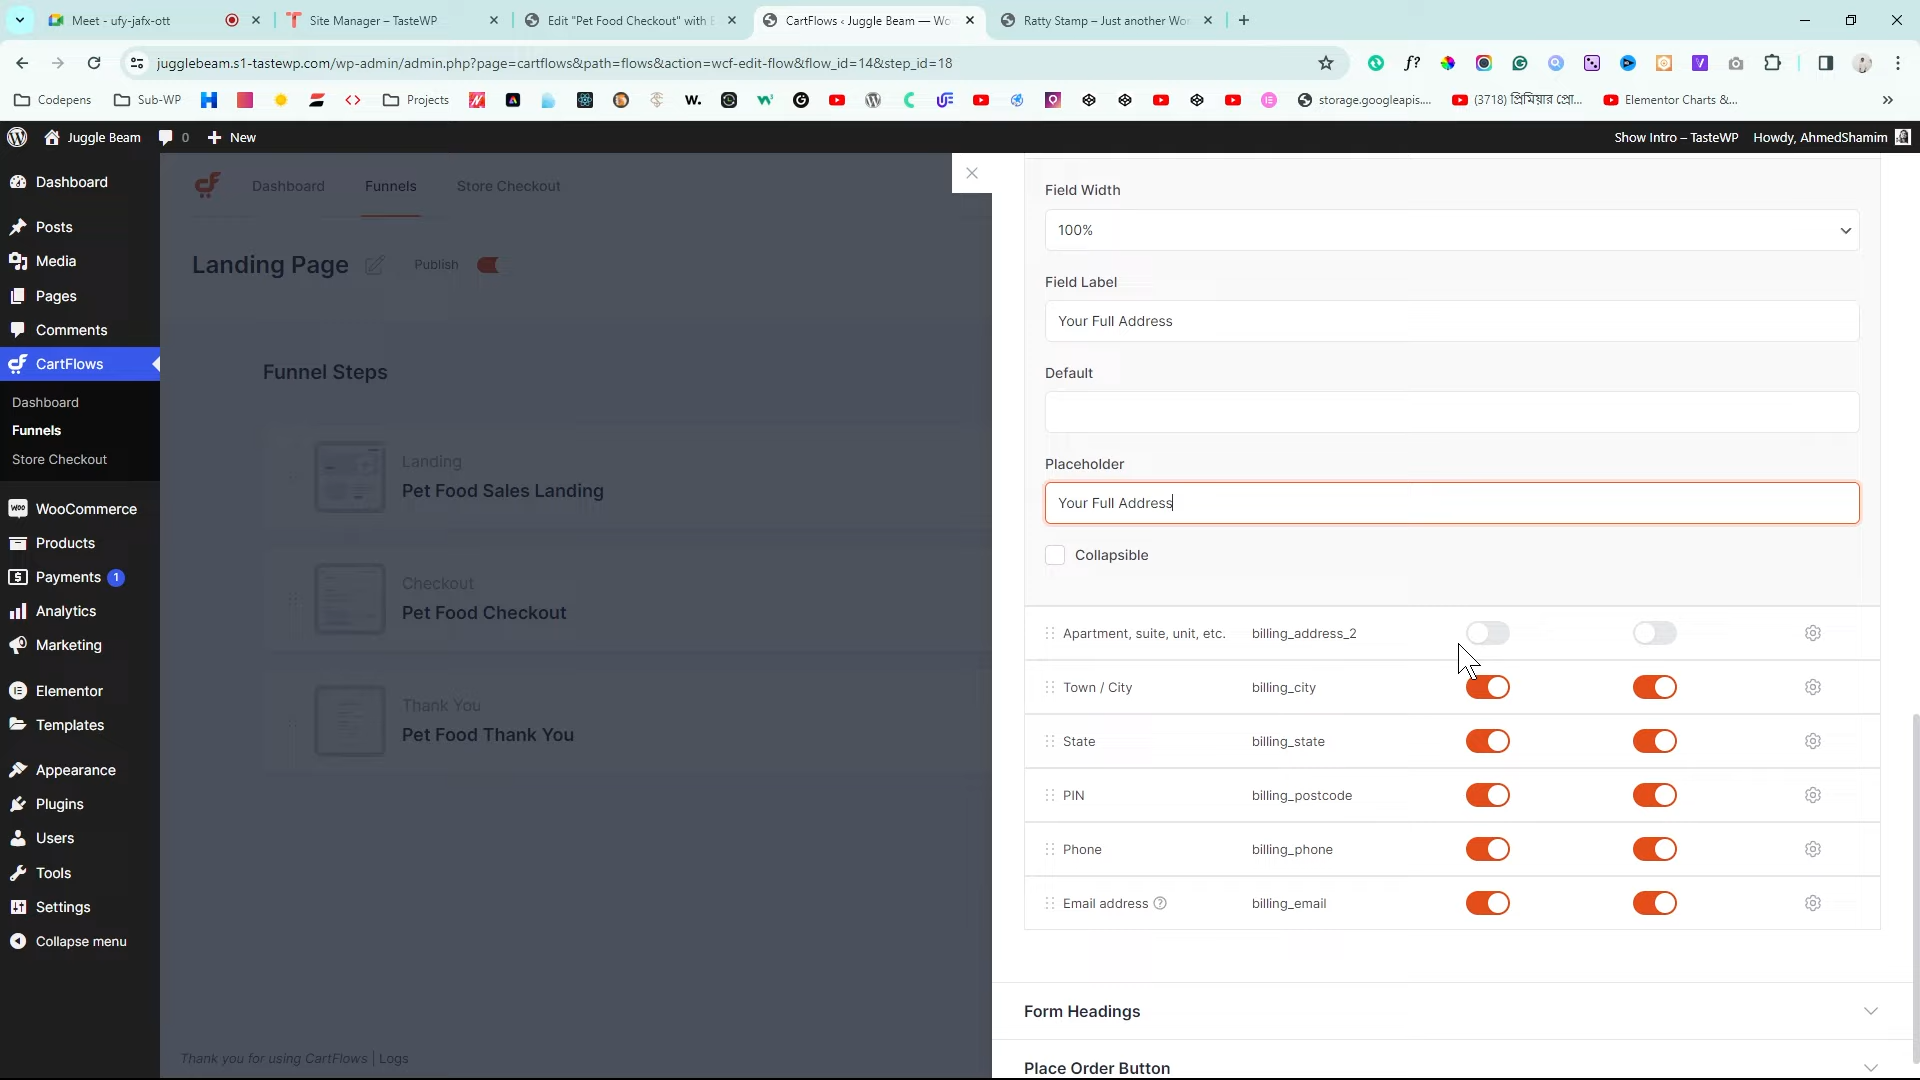 Meet - ufy-jafx-ott
Site Manager – TasteWP
Edit "Pet Food Checkout" with E
CartFlows ‹ Juggle Beam — Wo
Ratty Stamp – Just another Wo
jugglebeam.s1-tastewp.com/wp-admin/admin.php?page=cartflows&path=flows&action=wcf-edit-flow&flow_id=14&step_id=18
Codepens
Sub-WP
Projects
storage.googleapis....
(3718) প্রিমিয়ার প্রো...
Elementor Charts &...
Juggle Beam
0
New
Show Intro – TasteWP
Howdy, AhmedShamim
Dashboard
Posts
Media
Pages
Comments
CartFlows
Dashboard
Funnels
Store Checkout
WooCommerce
Products
Payments 1
Analytics
Marketing
Elementor
Templates
Appearance
Plugins
Users
Tools
Settings
Collapse menu
Dashboard
Funnels
Store Checkout
Landing Page
Publish
Funnel Steps
Landing
Pet Food Sales Landing
Checkout
Pet Food Checkout
Thank You
Pet Food Thank You
Thank you for using CartFlows | Logs
Field Width
100%
Field Label
Your Full Address
Default
Placeholder
Your Full Address
Collapsible
Apartment, suite, unit, etc. billing_address_2
Town / City billing_city
State billing_state
PIN billing_postcode
Phone billing_phone
Email address billing_email
Form Headings
Place Order Button